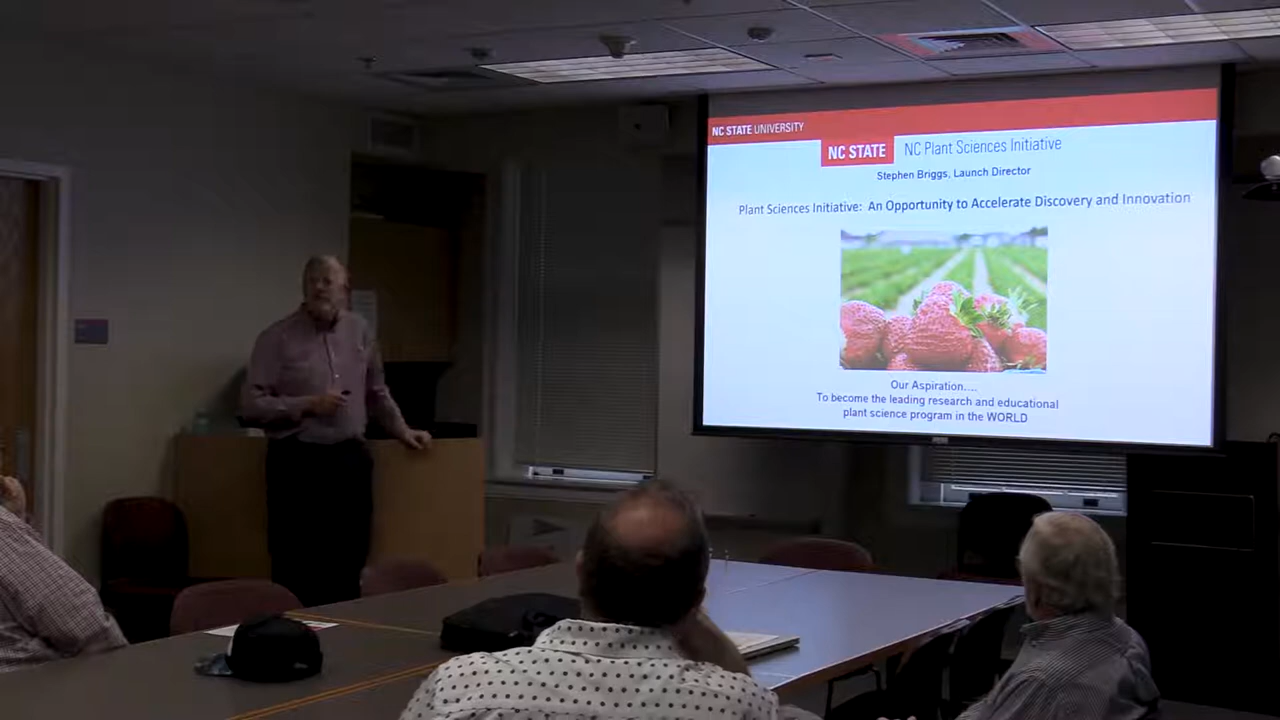 NC STATE UNIVERSITY
NC STATE
NC Plant Sciences Initiative
Stephen Briggs, Launch Director
Plant Sciences Initiative: An Opportunity to Accelerate Discovery and Innovation
Our Aspiration....
To become the leading research and educational
plant science program in the WORLD